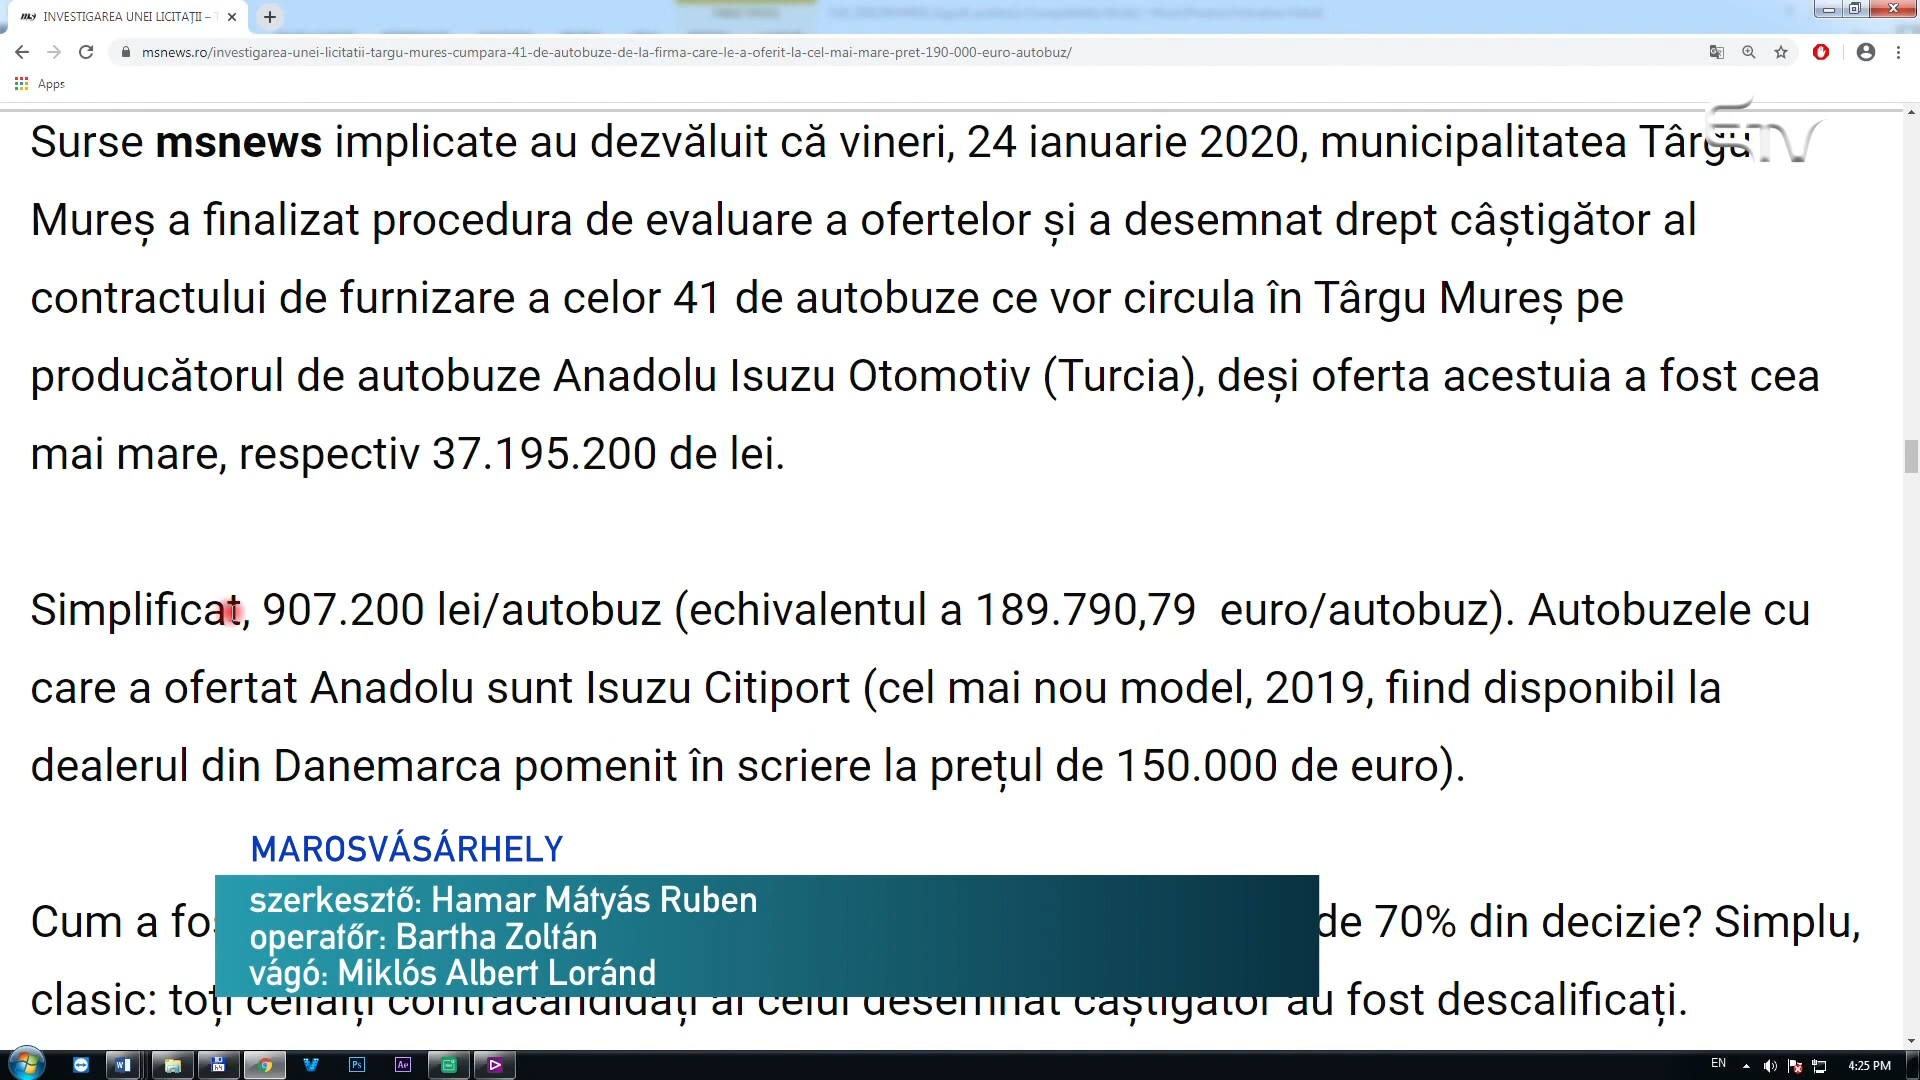 INVESTIGAREA UNEI LICITAȚII –
msnews.ro/investigarea-unei-licitatii-targu-mures-cumpara-41-de-autobuze-de-la-firma-care-le-a-oferit-la-cel-mai-mare-pret-190-000-euro-autobuz/
Apps
ETV
Surse msnews implicate au dezvăluit că vineri, 24 ianuarie 2020, municipalitatea Târgu
Mureș a finalizat procedura de evaluare a ofertelor și a desemnat drept câștigător al
contractului de furnizare a celor 41 de autobuze ce vor circula în Târgu Mureș pe
producătorul de autobuze Anadolu Isuzu Otomotiv (Turcia), deși oferta acestuia a fost cea
mai mare, respectiv 37.195.200 de lei.
Simplificat, 907.200 lei/autobuz (echivalentul a 189.790,79 euro/autobuz). Autobuzele cu
care a ofertat Anadolu sunt Isuzu Citiport (cel mai nou model, 2019, fiind disponibil la
dealerul din Danemarca pomenit în scriere la prețul de 150.000 de euro).
Cum a de 70% din decizie? Simplu,
clasic: toți ceilalți contracandidați ai celui desemnat câștigător au fost descalificați.
MAROSVÁSÁRHELY
szerkesztő: Hamar Mátyás Ruben
operatőr: Bartha Zoltán
vágó: Miklós Albert Loránd
EN
4:25 PM